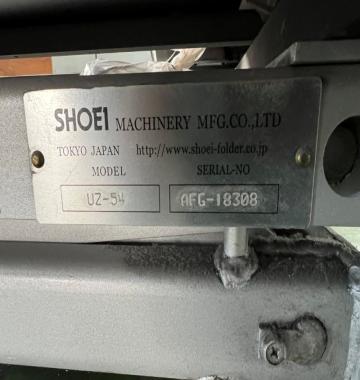 SHOEI MACHINERY MFG.CO.,LTD
TOKYO JAPAN http://www.shoei-folder.co.jp
MODEL SERIAL-NO
UZ-5W AFG-18308